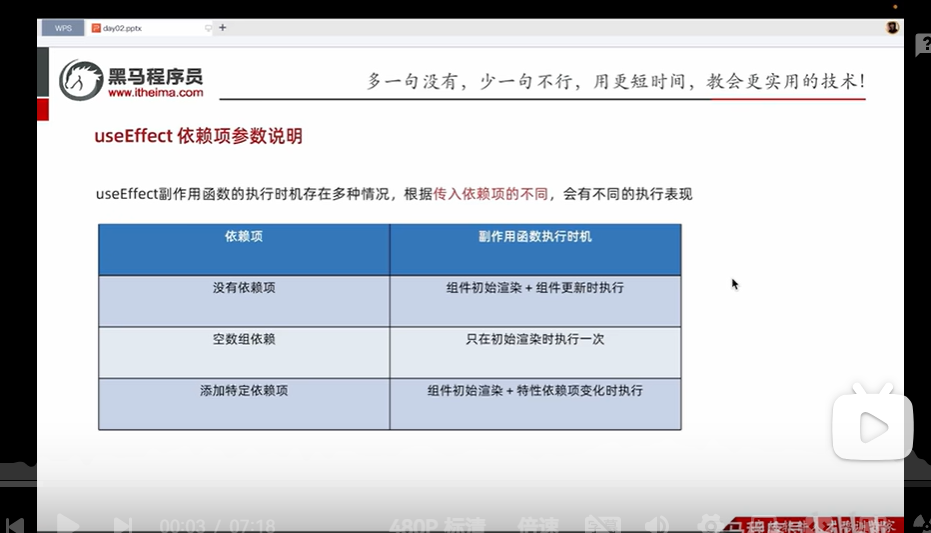 WPS
day02.pptx
黑马程序员
www.itheima.com
多一句没有，少一句不行，用更短时间，教会更实用的技术！
useEffect 依赖项参数说明
useEffect副作用函数的执行时机存在多种情况，根据传入依赖项的不同，会有不同的执行表现
依赖项 副作用函数执行时机
没有依赖项 组件初始渲染 + 组件更新时执行
空数组依赖 只在初始渲染时执行一次
添加特定依赖项 组件初始渲染 + 特性依赖项变化时执行
00:03 / 07:18 480P 标清 倍速